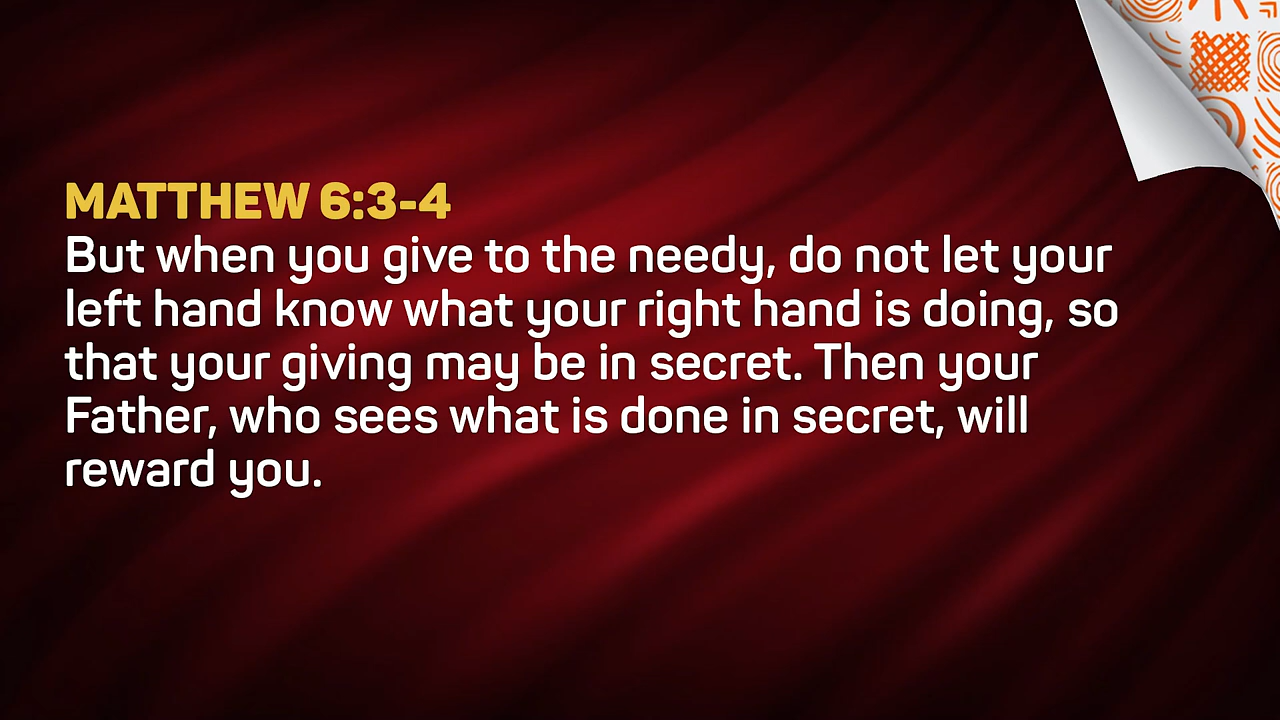 MATTHEW 6:3-4
But when you give to the needy, do not let your
left hand know what your right hand is doing, so
that your giving may be in secret. Then your
Father, who sees what is done in secret, will
reward you.